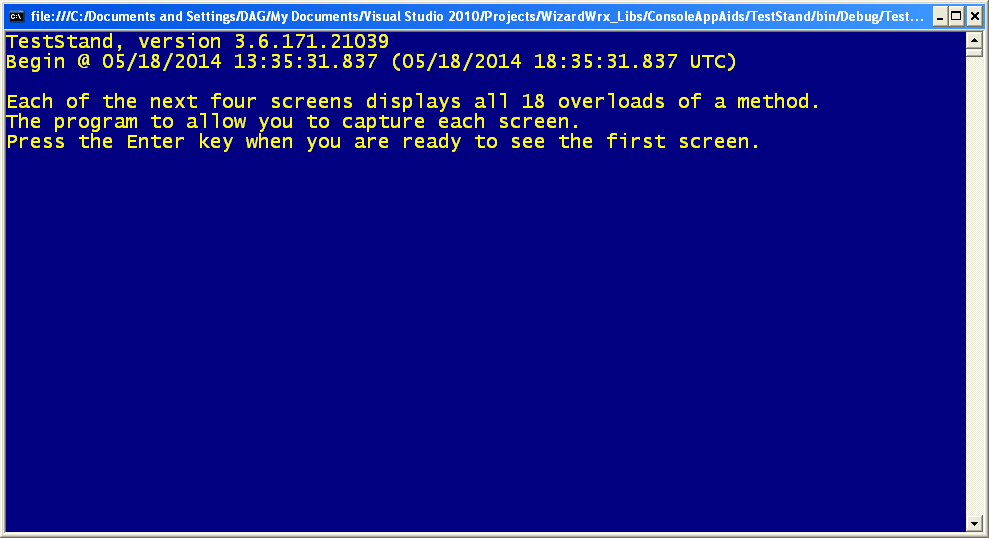 file:///C:/Documents and Settings/DAG/My Documents/Visual Studio 2010/Projects/WizardWrx_Libs/ConsoleAppAids/TestStand/bin/Debug/Test...
TestStand, version 3.6.171.21039
Begin @ 05/18/2014 13:35:31.837 (05/18/2014 18:35:31.837 UTC)
Each of the next four screens displays all 18 overloads of a method.
The program to allow you to capture each screen.
Press the Enter key when you are ready to see the first screen.